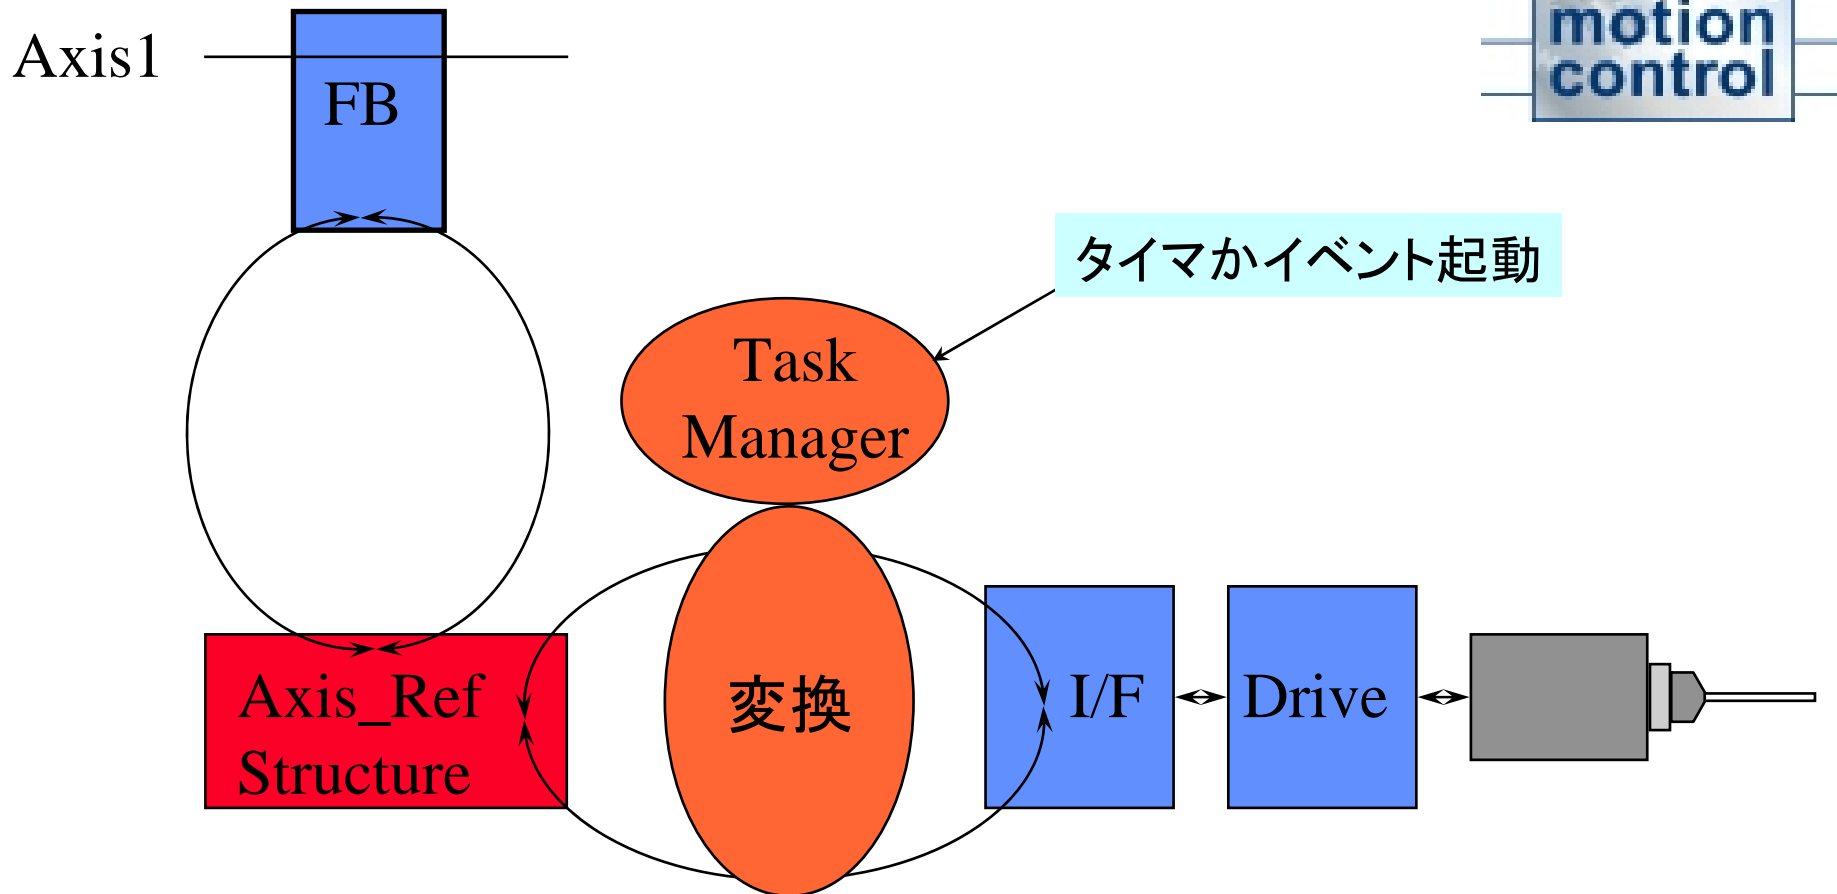 motion
control
Axis1
FB
タイマかイベント起動
Task
Manager
Axis_Ref
Structure
変換
I/F
Drive